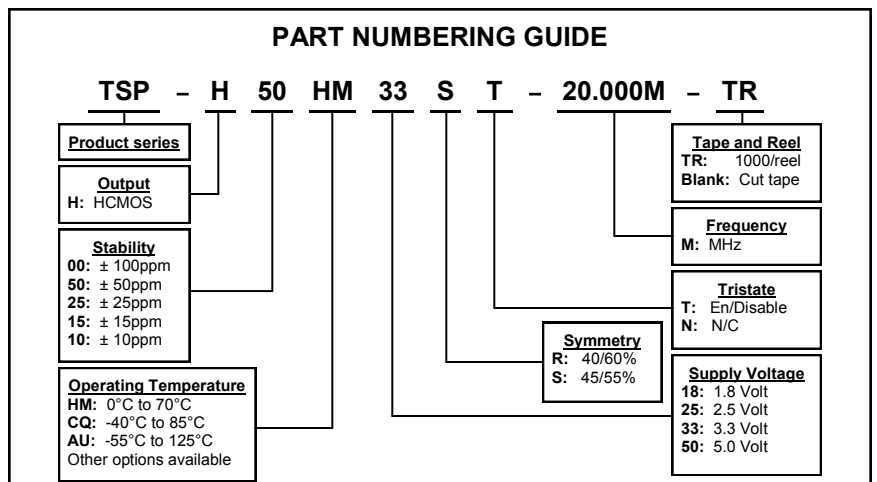 PART NUMBERING GUIDE
TSP – H 50 HM 33 S T – 20.000M – TR
Product series
Output
H: HCMOS
Stability
00: ± 100ppm
50: ± 50ppm
25: ± 25ppm
15: ± 15ppm
10: ± 10ppm
Operating Temperature
HM: 0°C to 70°C
CQ: -40°C to 85°C
AU: -55°C to 125°C
Other options available
Symmetry
R: 40/60%
S: 45/55%
Tape and Reel
TR: 1000/reel
Blank: Cut tape
Frequency
M: MHz
Tristate
T: En/Disable
N: N/C
Supply Voltage
18: 1.8 Volt
25: 2.5 Volt
33: 3.3 Volt
50: 5.0 Volt